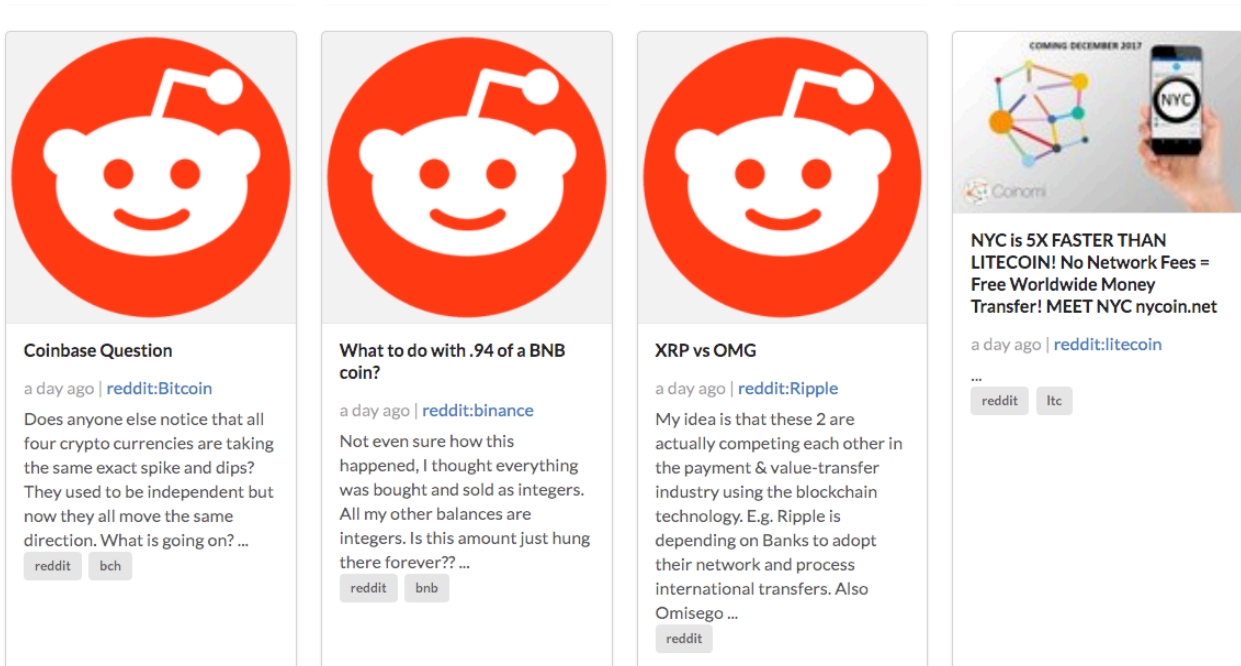 Coinbase Question
a day ago | reddit:Bitcoin
Does anyone else notice that all
four crypto currencies are taking
the same exact spike and dips?
They used to be independent but
now they all move the same
direction. What is going on? ...
reddit bch
What to do with .94 of a BNB
coin?
a day ago | reddit:binance
Not even sure how this
happened, I thought everything
was bought and sold as integers.
All my other balances are
integers. Is this amount just hung
there forever?? ...
reddit bnb
XRP vs OMG
a day ago | reddit:Ripple
My idea is that these 2 are
actually competing each other in
the payment & value-transfer
industry using the blockchain
technology. E.g. Ripple is
depending on Banks to adopt
their network and process
international transfers. Also
Omisego ...
reddit
COMING DECEMBER 2017
NYC
Coinomi
NYC is 5X FASTER THAN
LITECOIN! No Network Fees =
Free Worldwide Money
Transfer! MEET NYC nycoin.net
a day ago | reddit:litecoin
...
reddit ltc